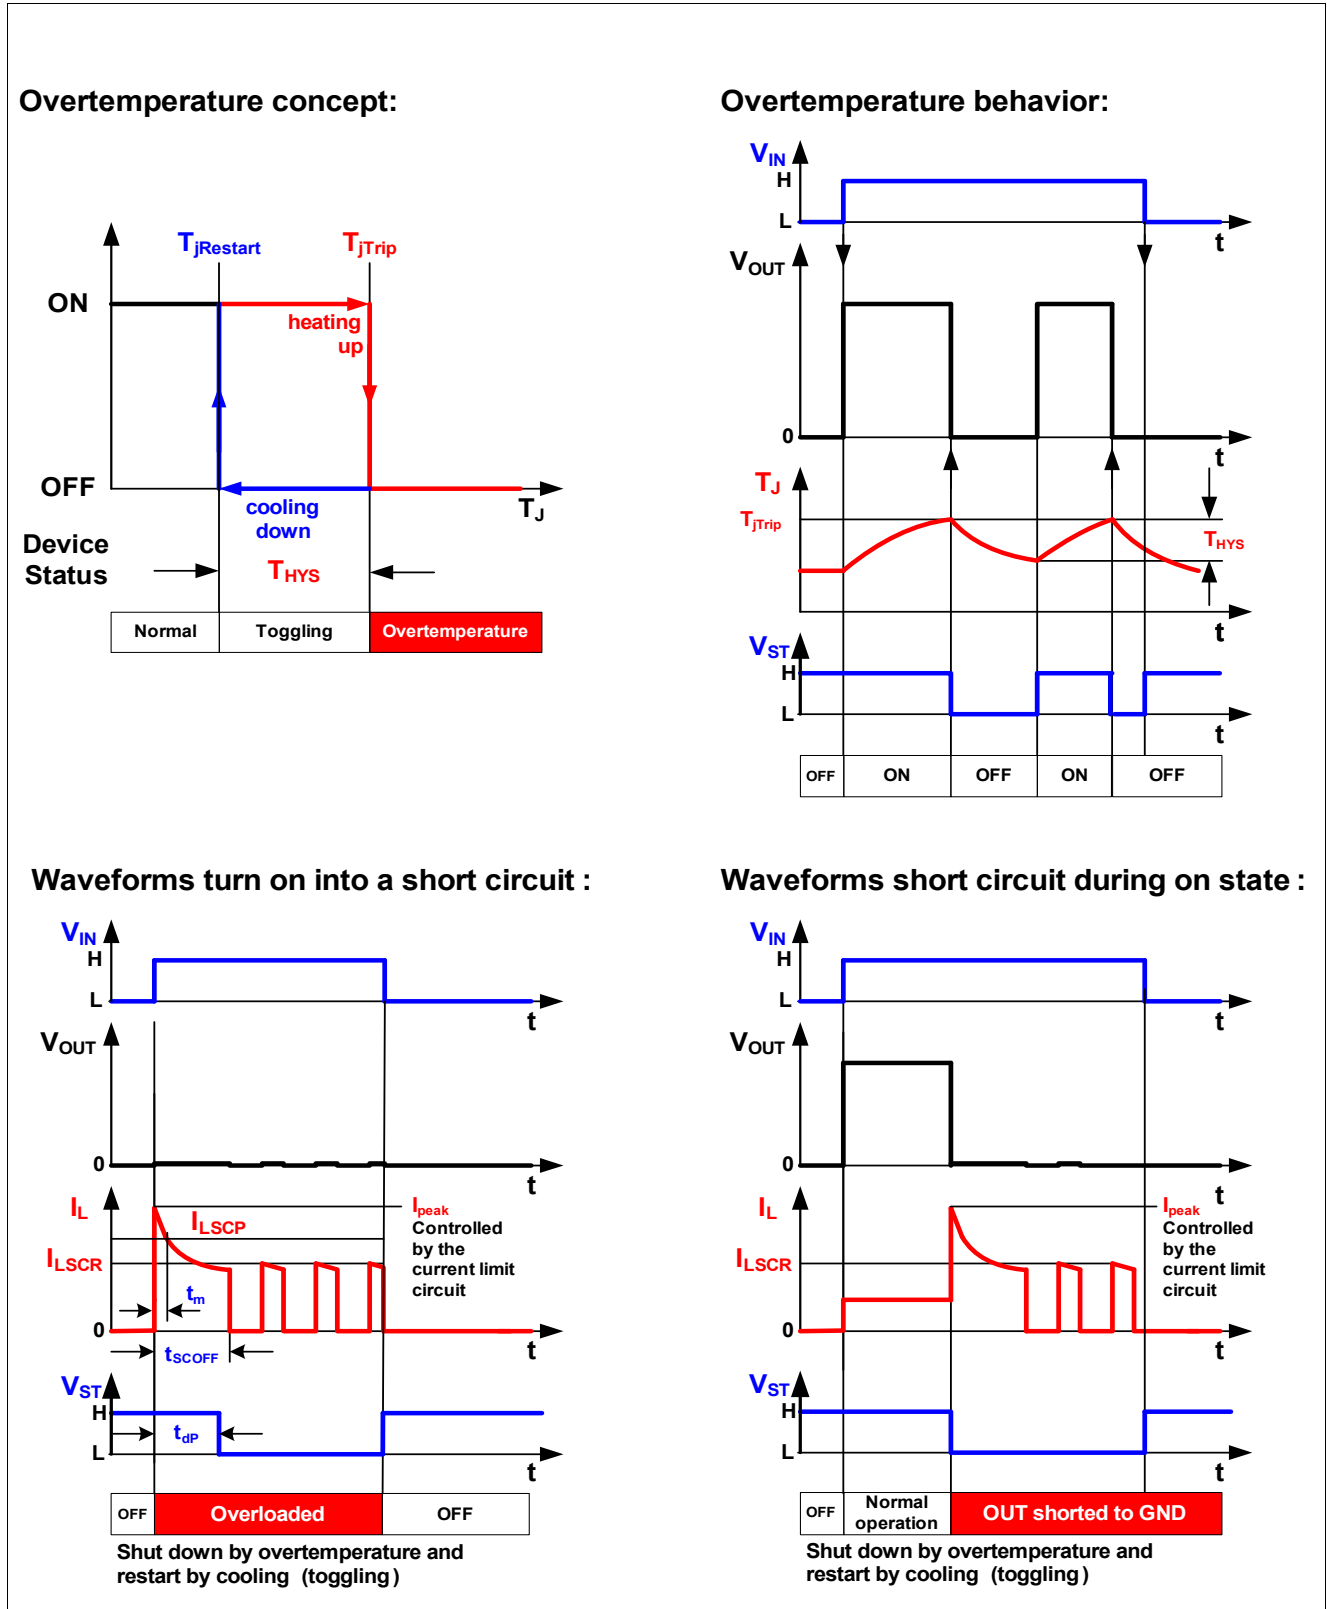 Overtemperature concept:
TjRestart
TjTrip
ON
heating
up
OFF
cooling
down
TJ
Device
Status
THYS
Normal
Toggling
Overtemperature
Overtemperature behavior:
VIN
H
L
t
VOUT
0
t
TJ
TjTrip
THYS
t
VST
H
L
t
OFF
ON
OFF
ON
OFF
Waveforms turn on into a short circuit :
VIN
H
L
t
VOUT
0
t
IL
Ipeak
Controlled
by the
current limit
circuit
ILSCP
ILSCR
tm
0
t
tSCOFF
VST
H
tdP
L
t
OFF
Overloaded
OFF
Shut down by overtemperature and
restart by cooling (toggling)
Waveforms short circuit during on state :
VIN
H
L
t
VOUT
0
t
IL
Ipeak
Controlled
by the
current limit
circuit
ILSCR
0
t
VST
H
L
t
OFF
Normal
operation
OUT shorted to GND
Shut down by overtemperature and
restart by cooling (toggling)